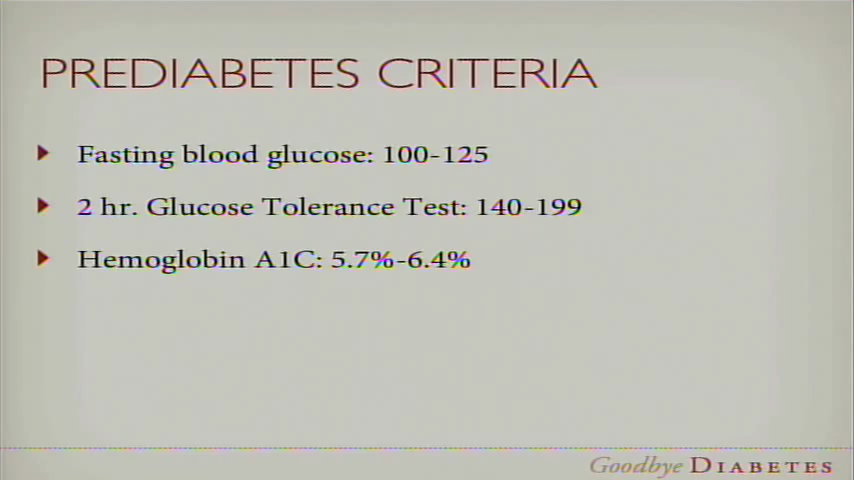 PREDIABETES CRITERIA
Fasting blood glucose: 100-125
2 hr. Glucose Tolerance Test: 140-199
Hemoglobin A1C: 5.7%-6.4%
Goodbye DIABETES